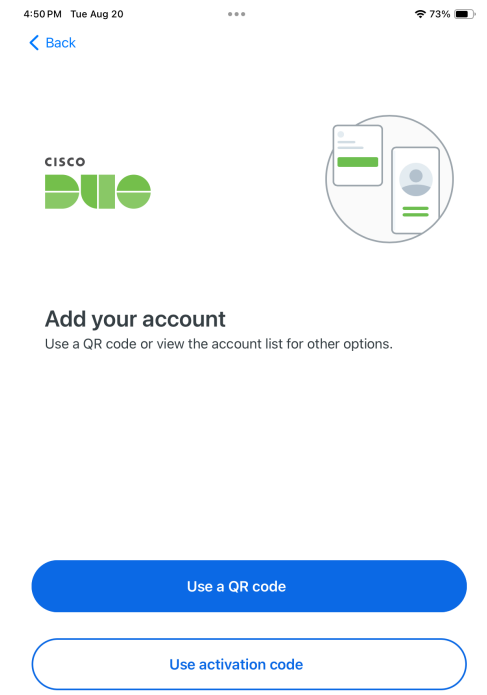 4:50 PM Tue Aug 20
73%
Back
CISCO
DUO
Add your account
Use a QR code or view the account list for other options.
Use a QR code
Use activation code